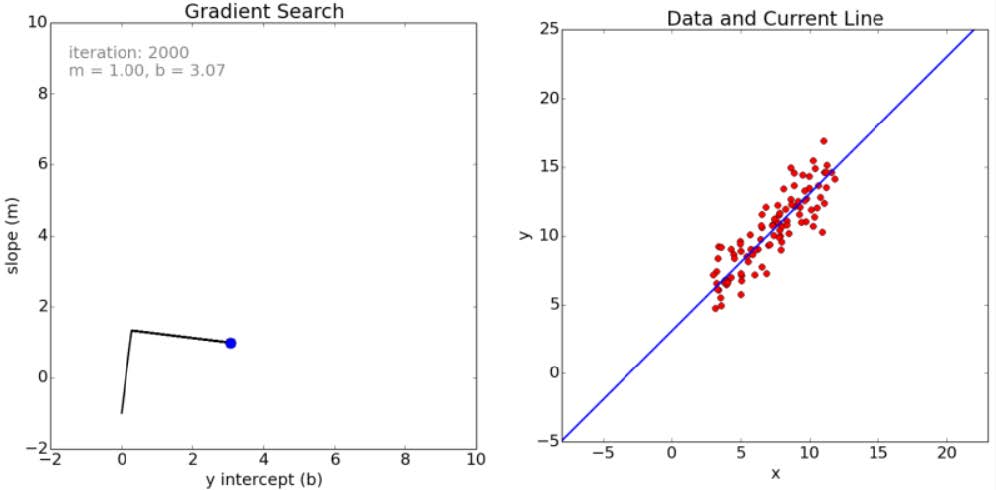 Gradient Search
10
8
6
4
2
0
−2
iteration: 2000
m = 1.00, b = 3.07
slope (m)
−2 0 2 4 6 8 10
y intercept (b)
Data and Current Line
25
20
15
10
5
0
−5
y
−5 0 5 10 15 20
x